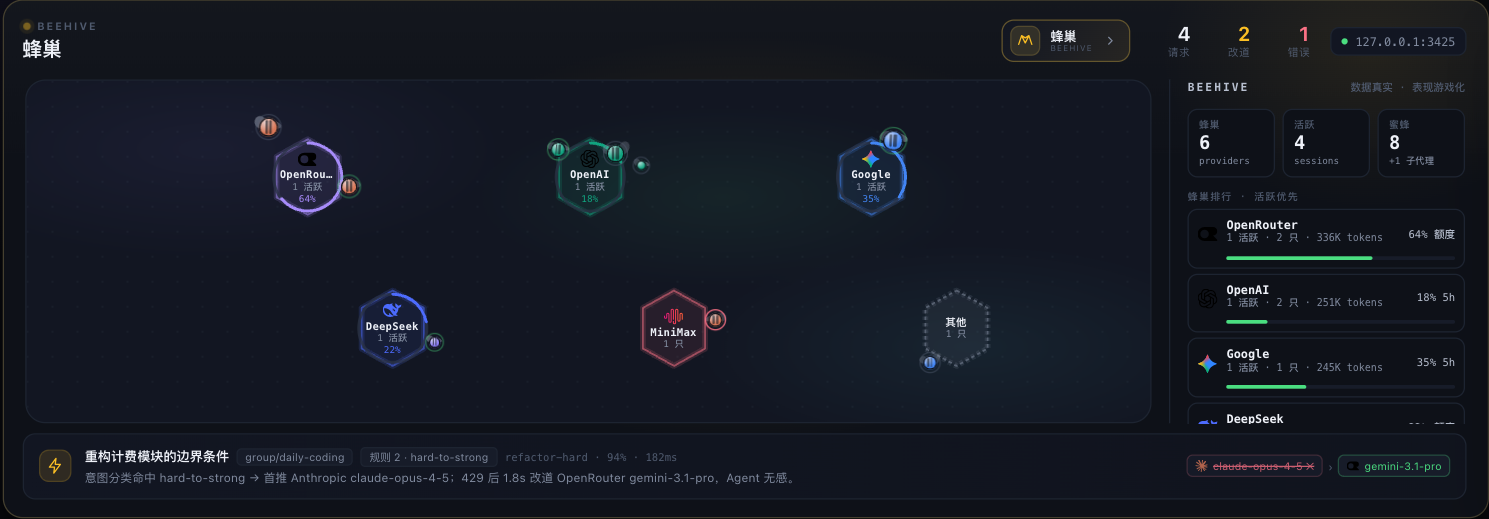 BEEHIVE
蜂巢
蜂巢
BEEHIVE
4
请求
2
改道
1
错误
127.0.0.1:3425
OpenRou…
1 活跃
64%
OpenAI
1 活跃
18%
Google
1 活跃
35%
DeepSeek
1 活跃
22%
MiniMax
1 只
其他
1 只
BEEHIVE
数据真实 · 表现游戏化
蜂巢
6
providers
活跃
4
sessions
蜜蜂
8
+1 子代理
蜂巢排行 · 活跃优先
OpenRouter
1 活跃 · 2 只 · 336K tokens
64% 额度
OpenAI
1 活跃 · 2 只 · 251K tokens
18% 5h
Google
1 活跃 · 1 只 · 245K tokens
35% 5h
DeepSeek
重构计费模块的边界条件 group/daily-coding 规则 2 · hard-to-strong refactor-hard · 94% · 182ms
意图分类命中 hard-to-strong → 首推 Anthropic claude-opus-4-5; 429 后 1.8s 改道 OpenRouter gemini-3.1-pro, Agent 无感。
claude-opus-4-5 ✕ › gemini-3.1-pro